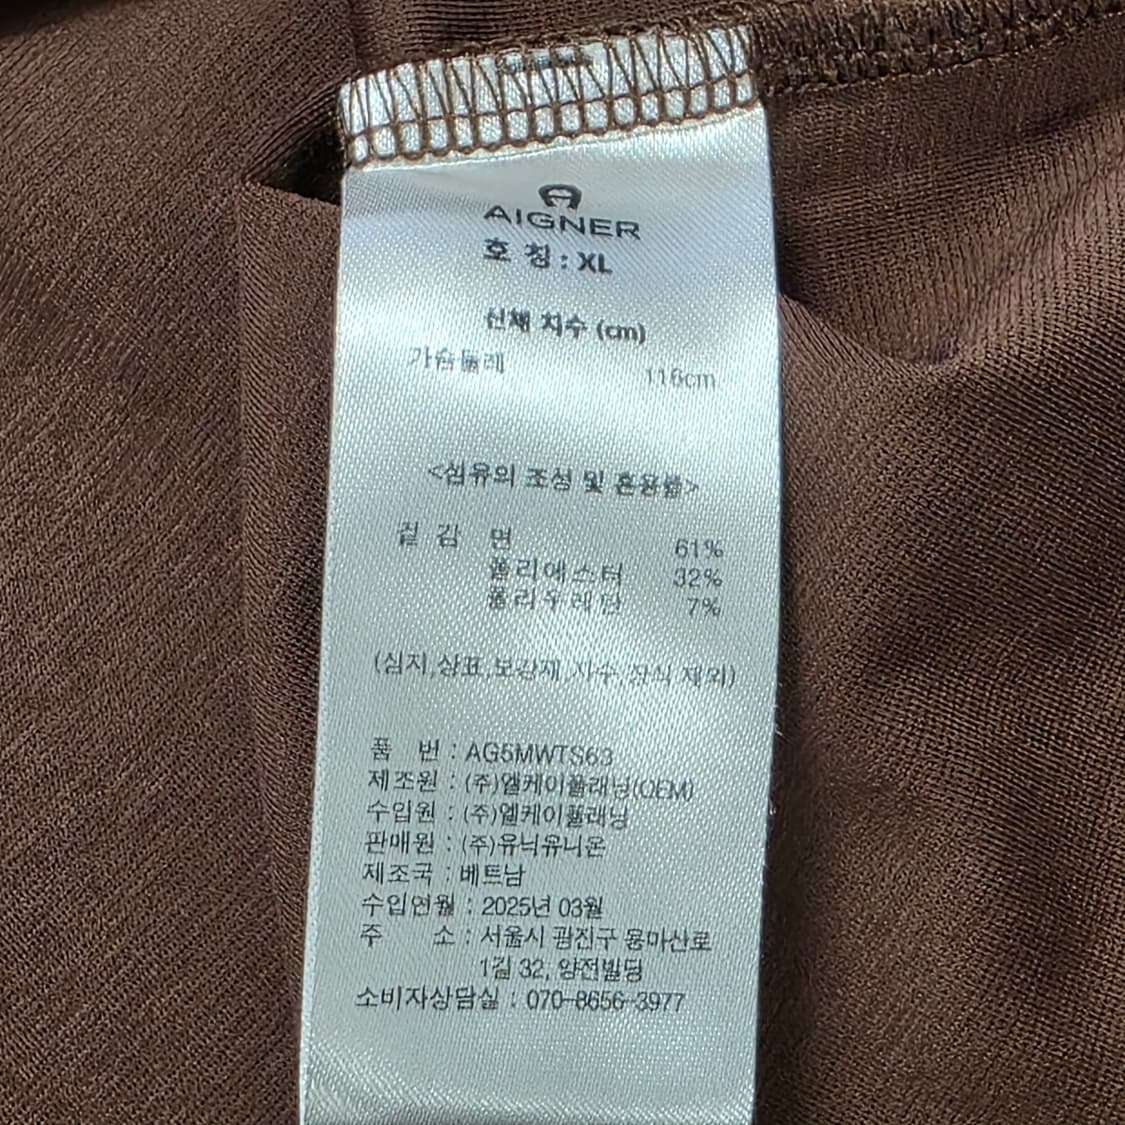 AIGNER
호 칭 : XL
신체 치수 (cm)
가슴둘레 116cm
<섬유의 조성 및 혼용률>
겉 감 면 61%
폴리에스터 32%
폴리우레탄 7%
(심지,상표,보강재,자수,장식 제외)
품 번 : AG5MWTS63
제조원 : (주)엘케이플래닝(OEM)
수입원 : (주)엘케이플래닝
판매원 : (주)유닉유니온
제조국 : 베트남
수입연월 : 2025년 03월
주 소 : 서울시 광진구 용마산로
1길 32, 양전빌딩
소비자상담실 : 070-8656-3977